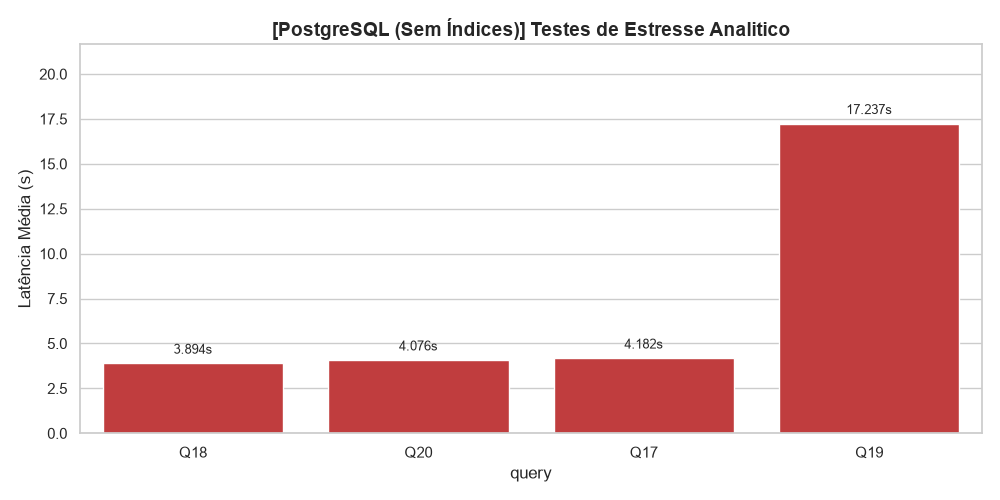 [PostgreSQL (Sem Índices)] Testes de Estresse Analitico
Latência Média (s)
20.0
17.5
15.0
12.5
10.0
7.5
5.0
2.5
0.0
3.894s
4.076s
4.182s
17.237s
Q18
Q20
Q17
Q19
query